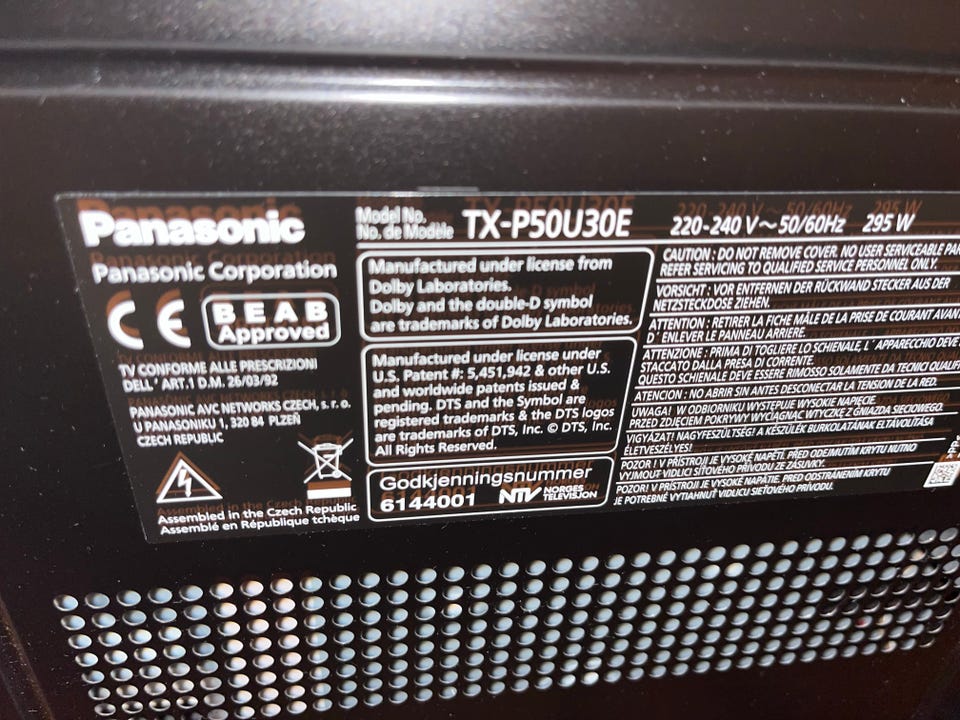 Panasonic
Panasonic Corporation
CE
BEAB
Approved
TV CONFORME ALLE PRESCRIZIONI
DELL' ART.1 D.M. 26/03/92
PANASONIC AVC NETWORKS CZECH, s. r. o.
U PANASONIKU 1, 320 84 PLZEŇ
CZECH REPUBLIC
Assembled in the Czech Republic
Assemblé en République tchèque
Model No.
No. de Modèle
TX-P50U30E
220-240 V~50/60Hz 295 W
Manufactured under license from
Dolby Laboratories.
Dolby and the double-D symbol
are trademarks of Dolby Laboratories.
Manufactured under license under
U.S. Patent #: 5,451,942 & other U.S.
and worldwide patents issued &
pending. DTS and the Symbol are
registered trademarks & the DTS logos
are trademarks of DTS, Inc. © DTS, Inc.
All Rights Reserved.
Godkjenningsnummer
6144001
NTV NORGES
TELEVISJON
CAUTION : DO NOT REMOVE COVER. NO USER SERVICEABLE
REFER SERVICING TO QUALIFIED SERVICE PERSONNEL ONLY.
VORSICHT : VOR ENTFERNEN DER RÜCKWAND STECKER AUS DER
NETZSTECKDOSE ZIEHEN.
ATTENTION : RETIRER LA FICHE MÂLE DE LA PRISE DE COURANT AVANT
D´ ENLEVER LE PANNEAU ARRIÈRE.
ATTENZIONE : PRIMA DI TOGLIERE LO SCHIENALE, L´ APPARECCHIO DEVE
STACCATO DALLA PRESA DI CORRENTE.
QUESTO SCHIENALE DEVE ESSERE RIMOSSO SOLAMENTE DA TECNICI
ATENCION : NO ABRIR SIN ANTES DESCONECTAR LA TENSION DE LA RED.
UWAGA! W ODBIORNIKU WYSTĘPUJE WYSOKIE NAPIĘCIE.
PRZED ZDJĘCIEM POKRYWY WYCIĄGNĄĆ WTYCZKĘ Z GNIAZDA SIECIOWEGO.
VIGYÁZAT! NAGYFESZÜLTSÉG! A KÉSZÜLÉK BURKOLATÁNAK ELTÁVOLÍTÁSA
ÉLETVESZÉLYES!
POZOR ! V PŘÍSTROJI JE VYSOKÉ NAPĚTÍ. PŘED ODEJMUTÍM KRYTU NUTNO
VYJMOUT VIDLICI SÍŤOVÉHO PŘÍVODU ZE ZÁSUVKY.
POZOR! V PRÍSTROJI JE VYSOKÉ NAPÄTIE. PRED ODSTRÁNENÍM KRYTU
JE POTREBNÉ VYTIAHNUŤ VIDLICU SIEŤOVÉHO PRÍVODU.